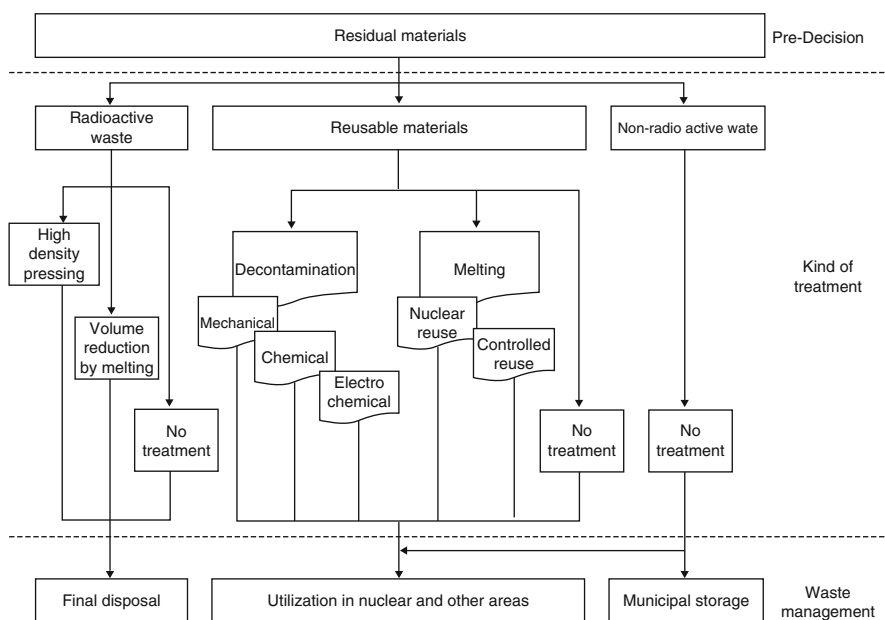 Residual materials
Pre-Decision
Radioactive
waste
Reusable materials
Non-radio active wate
High
density
pressing
Decontamination
Melting
Kind of
treatment
Mechanical
Nuclear
reuse
Volume
reduction
by melting
Chemical
Controlled
reuse
Electro
chemical
No
treatment
No
treatment
No
treatment
Final disposal
Utilization in nuclear and other areas
Municipal storage
Waste
management